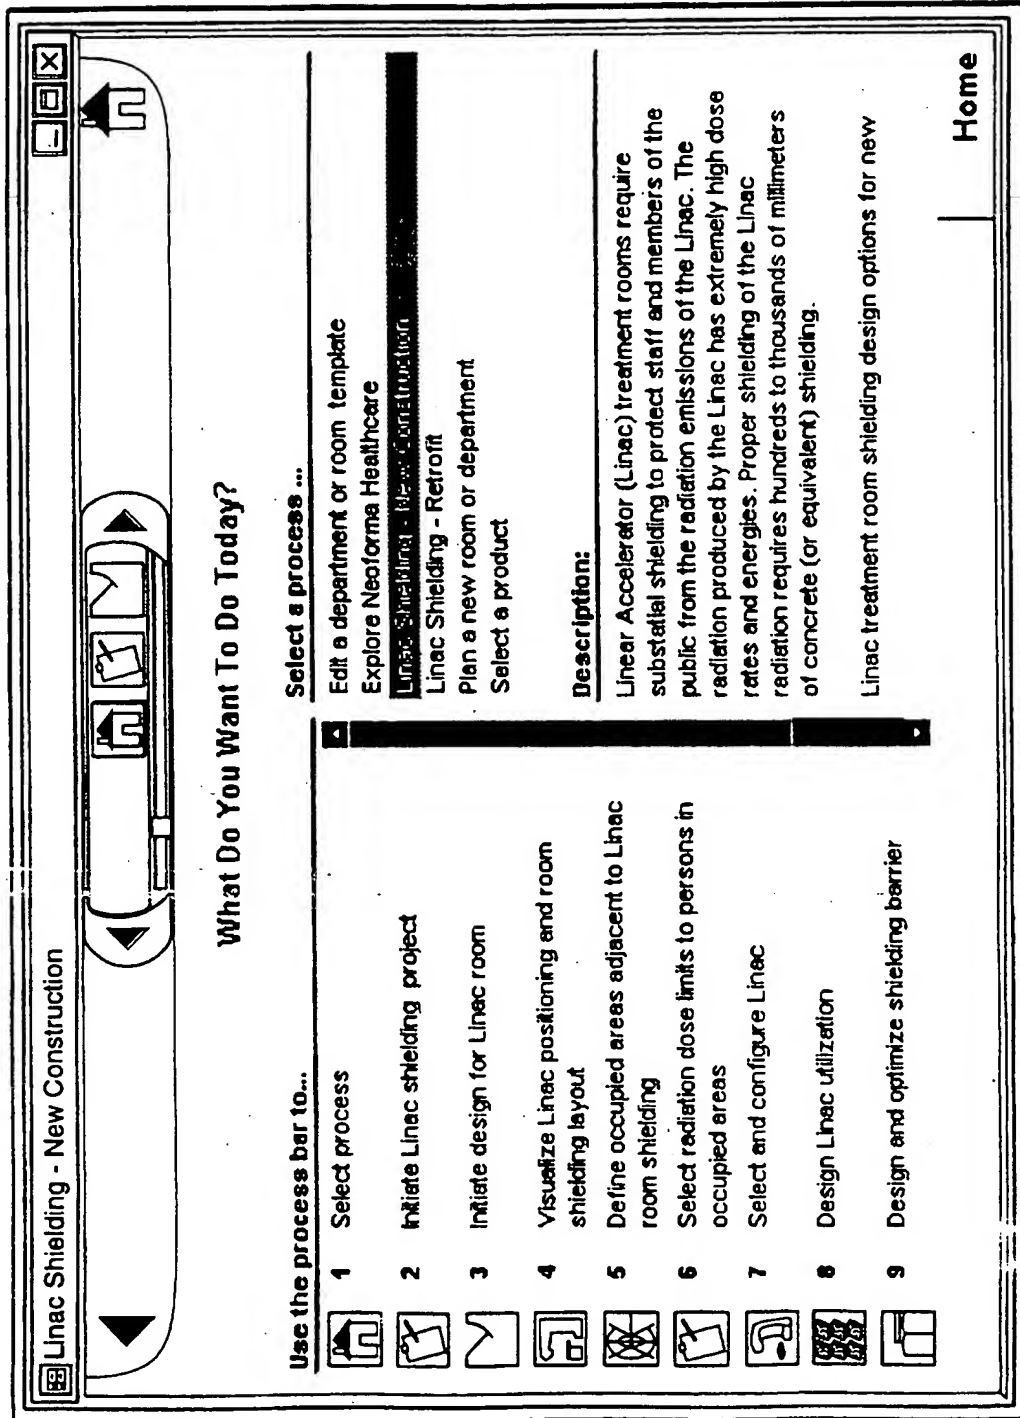 Linac Shielding - New Construction
What Do You Want To Do Today?
Use the process bar to...
1 Select process
2 Initiate Linac shielding project
3 Initiate design for Linac room
4 Visualize Linac positioning and room
shielding layout
5 Define occupied areas adjacent to Linac
room shielding
6 Select radiation dose limits to persons in
occupied areas
7 Select and configure Linac
8 Design Linac utilization
9 Design and optimize shielding barrier
Select a process ...
Edit a department or room template
Explore Neoforma Healthcare
Linac Shielding - New Construction
Linac Shielding - Retrofit
Plan a new room or department
Select a product
Description:
Linear Accelerator (Linac) treatment rooms require
substatial shielding to protect staff and members of the
public from the radiation emissions of the Linac. The
radiation produced by the Linac has extremely high dose
rates and energies. Proper shielding of the Linac
radiation requires hundreds to thousands of millimeters
of concrete (or equivalent) shielding.
Linac treatment room shielding design options for new
Home